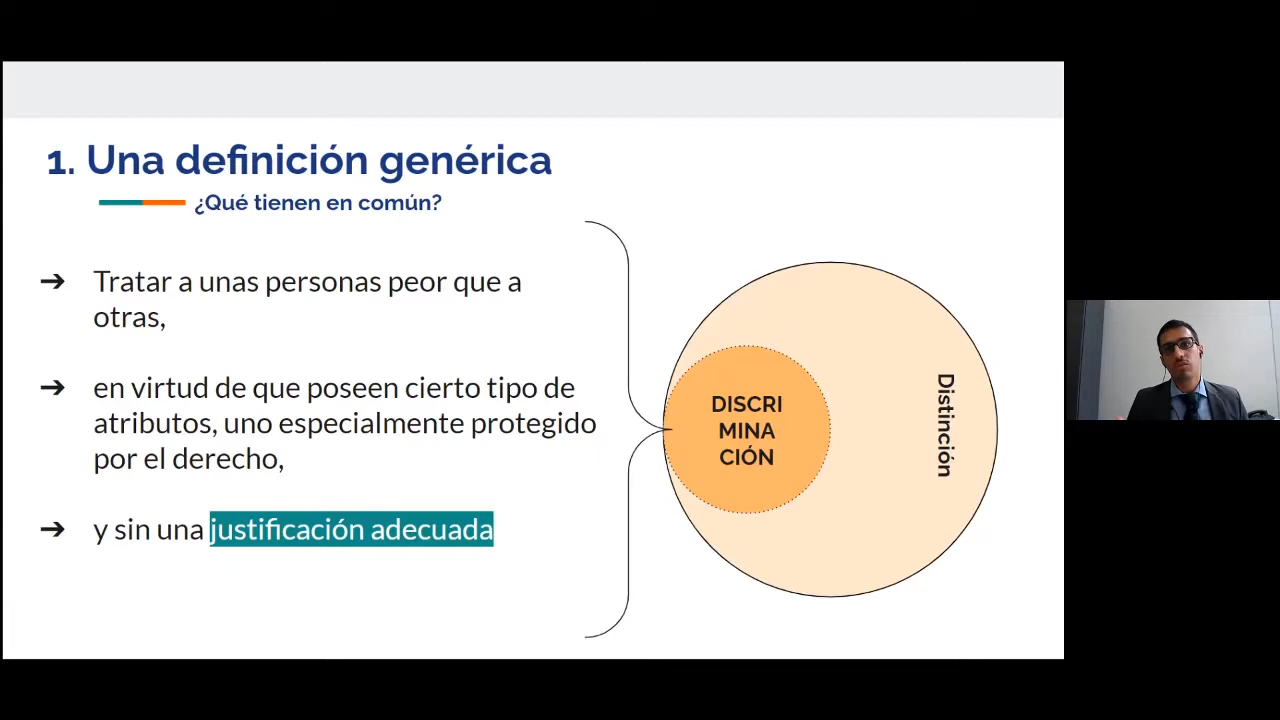 1. Una definición genérica
¿Qué tienen en común?
➔ Tratar a unas personas peor que a
otras,
➔ en virtud de que poseen cierto tipo de
atributos, uno especialmente protegido
por el derecho,
➔ y sin una justificación adecuada
DISCRI
MINA
CIÓN
Distinción